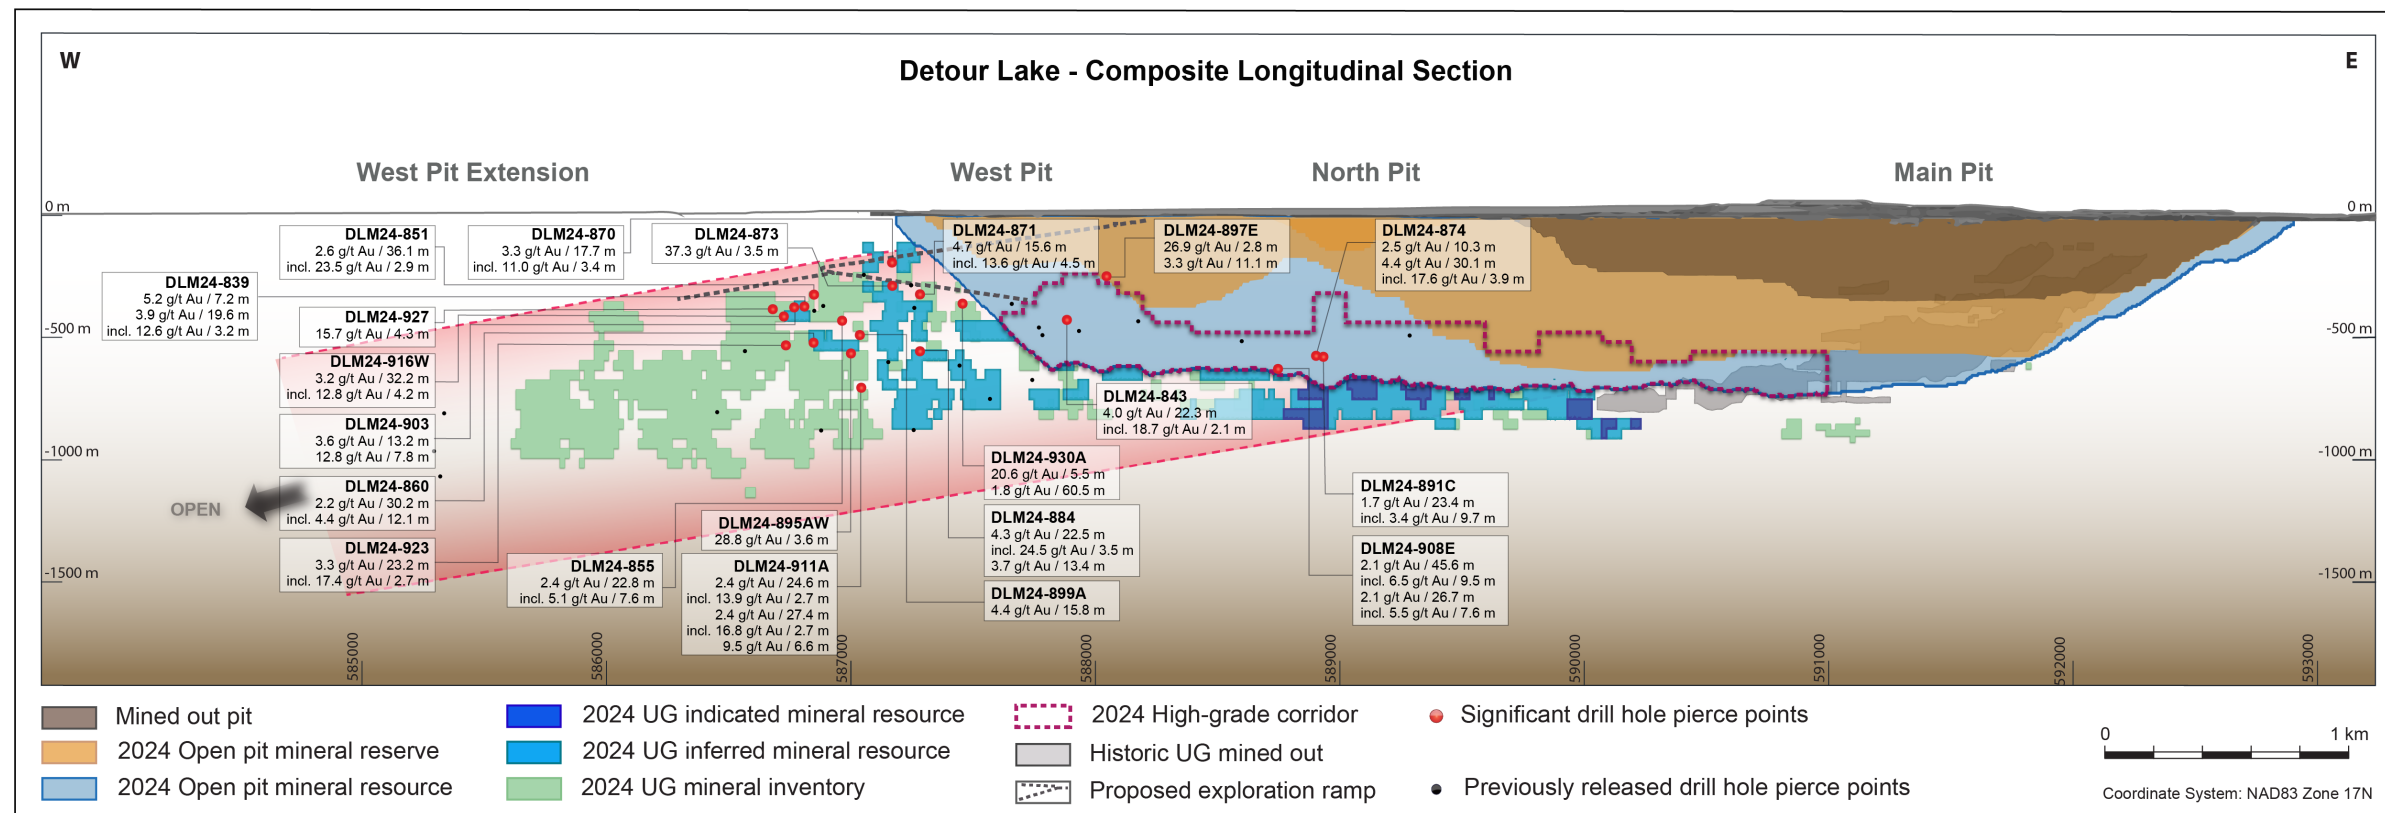 W
E
Detour Lake - Composite Longitudinal Section
West Pit Extension
West Pit
North Pit
Main Pit
0 m
0 m
-500 m
-500 m
-1000 m
-1000 m
-1500 m
-1500 m
DLM24-851
2.6 g/t Au / 36.1 m
incl. 23.5 g/t Au / 2.9 m
DLM24-870
3.3 g/t Au / 17.7 m
incl. 11.0 g/t Au / 3.4 m
DLM24-873
37.3 g/t Au / 3.5 m
DLM24-871
4.7 g/t Au / 15.6 m
incl. 13.6 g/t Au / 4.5 m
DLM24-897E
26.9 g/t Au / 2.8 m
3.3 g/t Au / 11.1 m
DLM24-874
2.5 g/t Au / 10.3 m
4.4 g/t Au / 30.1 m
incl. 17.6 g/t Au / 3.9 m
DLM24-839
5.2 g/t Au / 7.2 m
3.9 g/t Au / 19.6 m
incl. 12.6 g/t Au / 3.2 m
DLM24-927
15.7 g/t Au / 4.3 m
DLM24-916W
3.2 g/t Au / 32.2 m
incl. 12.8 g/t Au / 4.2 m
DLM24-903
3.6 g/t Au / 13.2 m
12.8 g/t Au / 7.8 m
DLM24-860
2.2 g/t Au / 30.2 m
incl. 4.4 g/t Au / 12.1 m
DLM24-923
3.3 g/t Au / 23.2 m
incl. 17.4 g/t Au / 2.7 m
OPEN
DLM24-843
4.0 g/t Au / 22.3 m
incl. 18.7 g/t Au / 2.1 m
DLM24-930A
20.6 g/t Au / 5.5 m
1.8 g/t Au / 60.5 m
DLM24-884
4.3 g/t Au / 22.5 m
incl. 24.5 g/t Au / 3.5 m
3.7 g/t Au / 13.4 m
DLM24-899A
4.4 g/t Au / 15.8 m
DLM24-895AW
28.8 g/t Au / 3.6 m
DLM24-855
2.4 g/t Au / 22.8 m
incl. 5.1 g/t Au / 7.6 m
DLM24-911A
2.4 g/t Au / 24.6 m
incl. 13.9 g/t Au / 2.7 m
2.4 g/t Au / 27.4 m
incl. 16.8 g/t Au / 2.7 m
9.5 g/t Au / 6.6 m
DLM24-891C
1.7 g/t Au / 23.4 m
incl. 3.4 g/t Au / 9.7 m
DLM24-908E
2.1 g/t Au / 45.6 m
incl. 6.5 g/t Au / 9.5 m
2.1 g/t Au / 26.7 m
incl. 5.5 g/t Au / 7.6 m
585000
586000
587000
588000
589000
590000
591000
592000
593000
Mined out pit
2024 Open pit mineral reserve
2024 Open pit mineral resource
2024 UG indicated mineral resource
2024 UG inferred mineral resource
2024 UG mineral inventory
2024 High-grade corridor
Historic UG mined out
Proposed exploration ramp
Significant drill hole pierce points
Previously released drill hole pierce points
0
1 km
Coordinate System: NAD83 Zone 17N